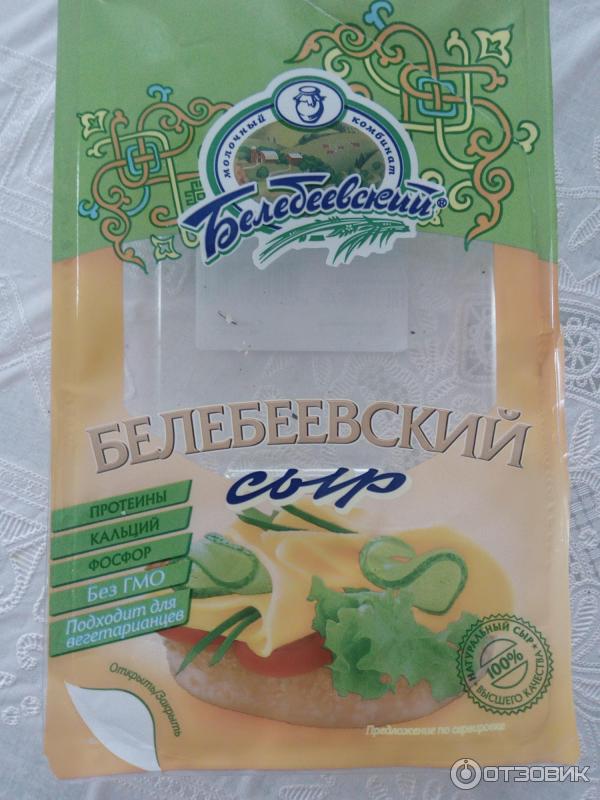 молочный комбинат
Белебеевский®
БЕЛЕБЕЕВСКИЙ
сыр
ПРОТЕИНЫ
КАЛЬЦИЙ
ФОСФОР
Без ГМО
Подходит для
вегетарианцев
НАТУРАЛЬНЫЙ СЫР
100%
ВЫСШЕГО КАЧЕСТВА
Открыть/Закрыть
Предложение по сервировке
ОТЗОВИК